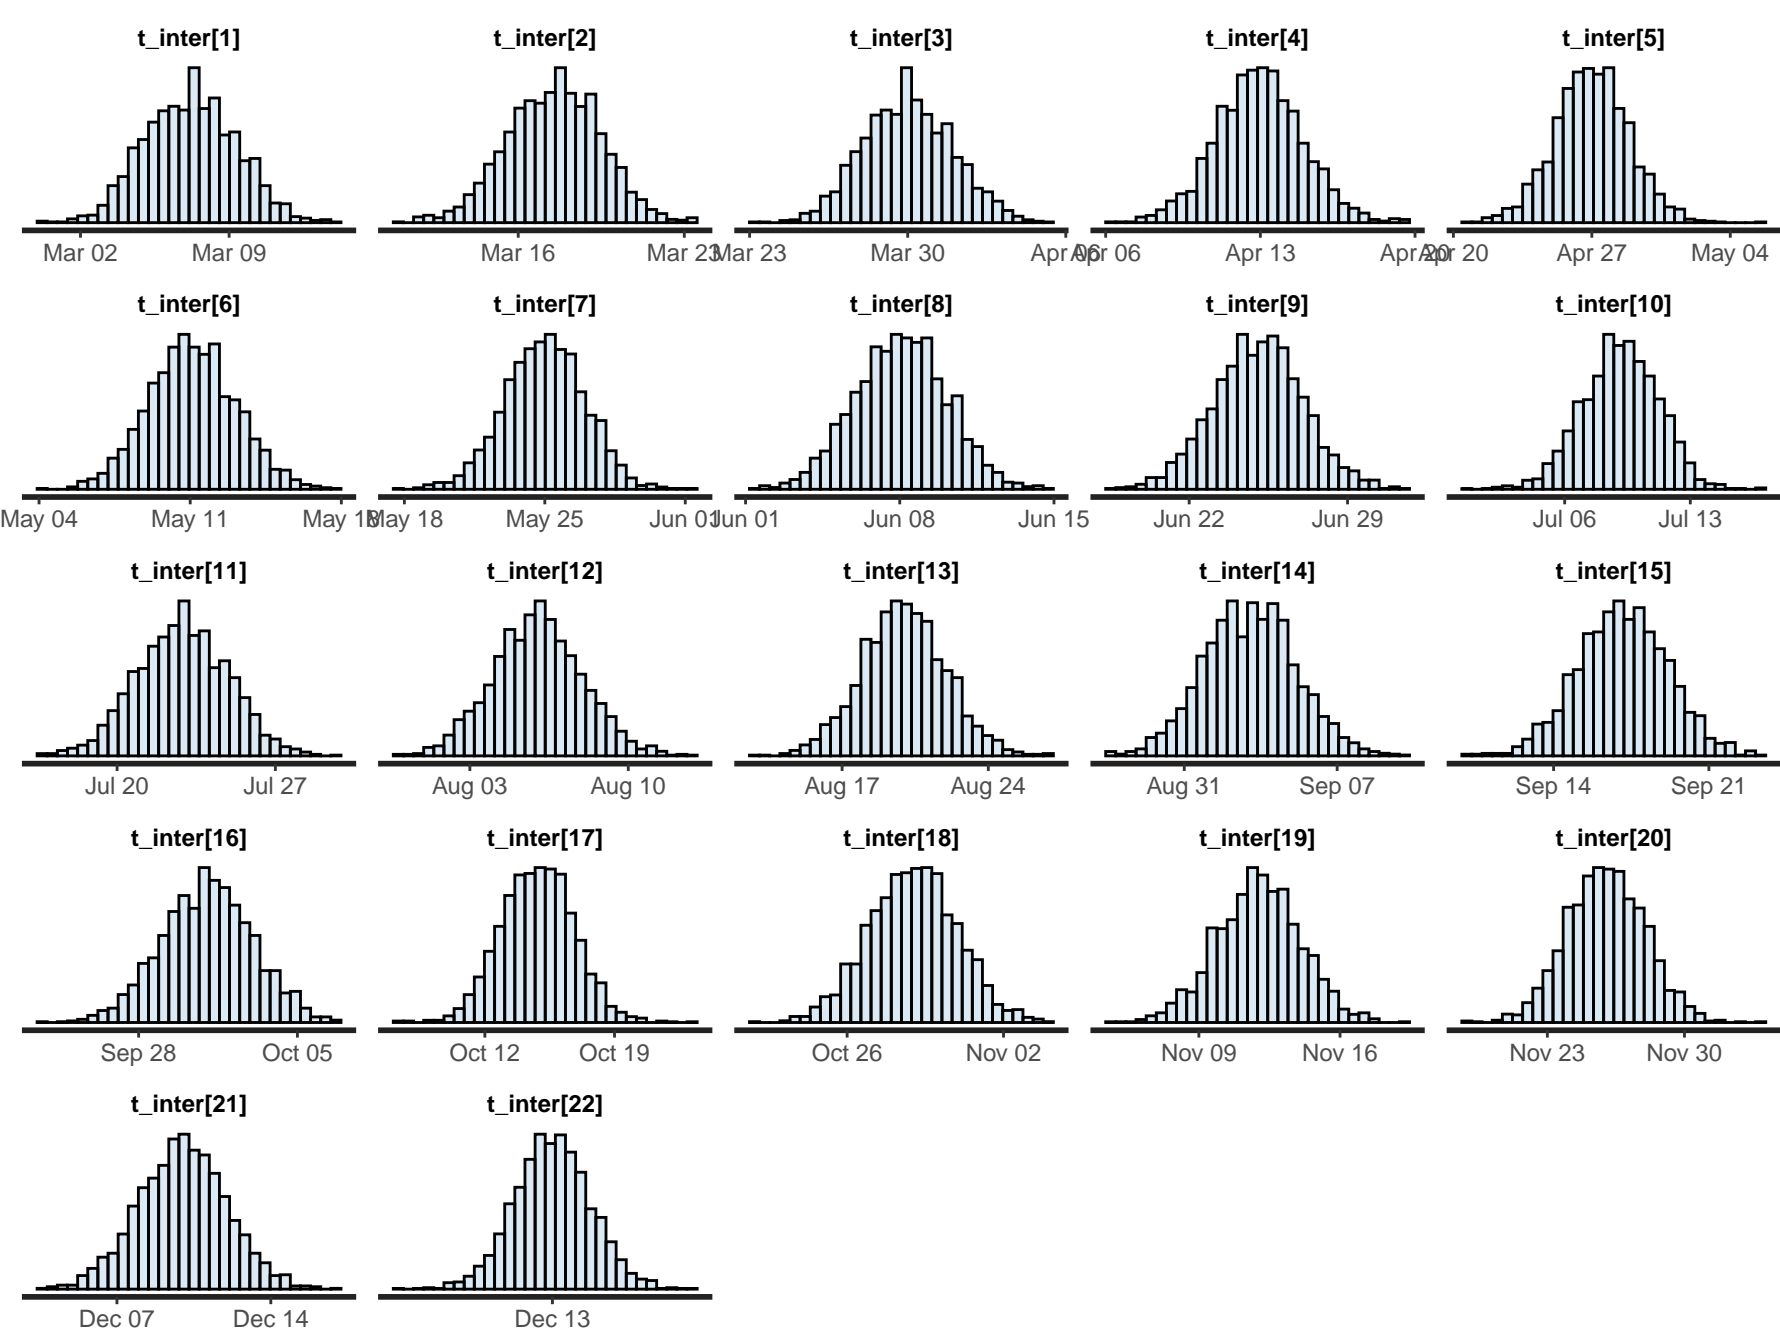 t_inter[1] t_inter[2] t_inter[3] t_inter[4] t_inter[5]
Mar 02 Mar 09 Mar 16 Mar 23 Mar 23 Mar 30 Apr 06 Apr 06 Apr 13 Apr 20 Apr 20 Apr 27 May 04
t_inter[6] t_inter[7] t_inter[8] t_inter[9] t_inter[10]
May 04 May 11 May 18 May 18 May 25 Jun 01 Jun 01 Jun 08 Jun 15 Jun 22 Jun 29 Jul 06 Jul 13
t_inter[11] t_inter[12] t_inter[13] t_inter[14] t_inter[15]
Jul 20 Jul 27 Aug 03 Aug 10 Aug 17 Aug 24 Aug 31 Sep 07 Sep 14 Sep 21
t_inter[16] t_inter[17] t_inter[18] t_inter[19] t_inter[20]
Sep 28 Oct 05 Oct 12 Oct 19 Oct 26 Nov 02 Nov 09 Nov 16 Nov 23 Nov 30
t_inter[21] t_inter[22]
Dec 07 Dec 14 Dec 13